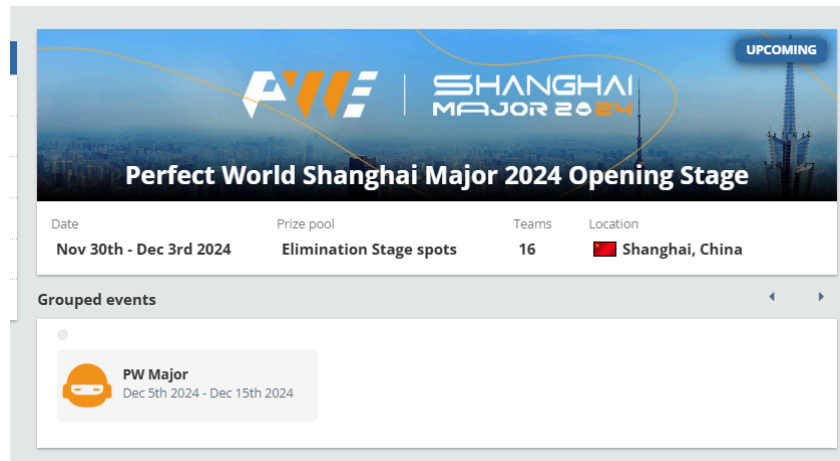 UPCOMING
PWE
SHANGHAI
MAJOR 2024
Perfect World Shanghai Major 2024 Opening Stage
Date Prize pool Teams Location
Nov 30th - Dec 3rd 2024 Elimination Stage spots 16 Shanghai, China
Grouped events
PW Major
Dec 5th 2024 - Dec 15th 2024